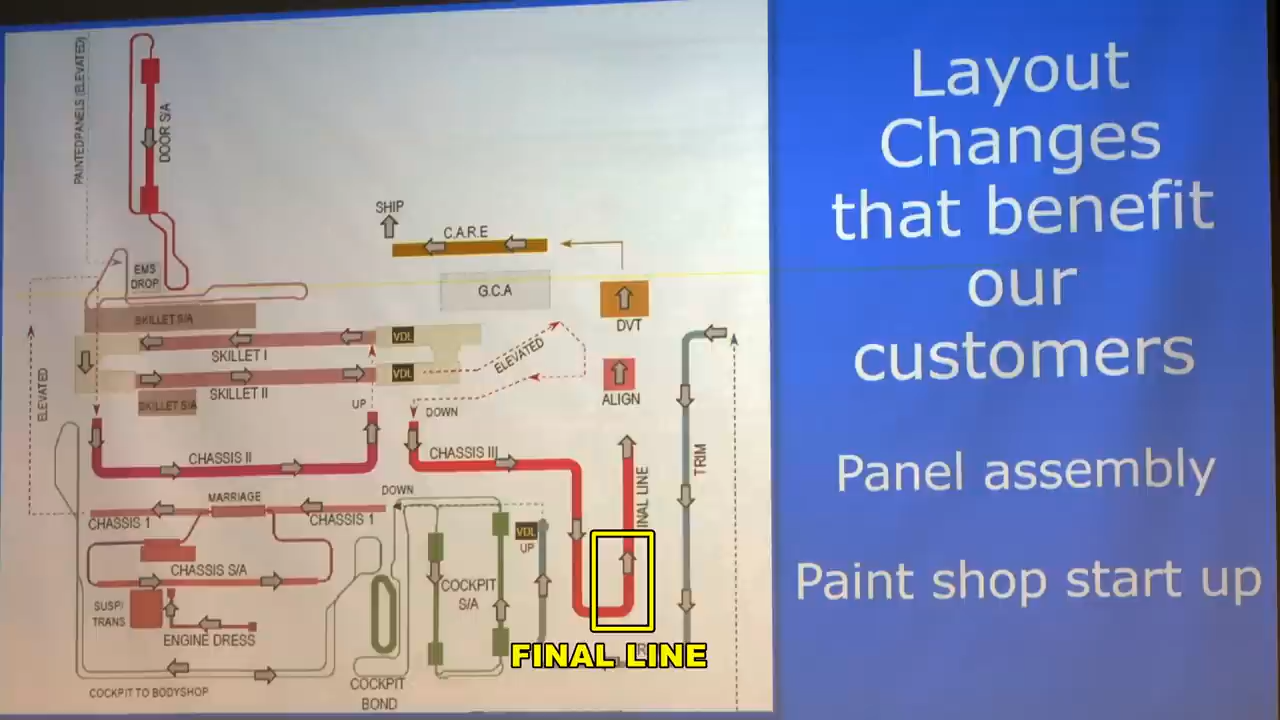 PAINTED PANELS (ELEVATED)
DOOR S/A
SHIP
C.A.R.E
EMS
DROP
G.C.A
SKILLET S/A
DVT
VDL
SKILLET I
ELEVATED
VDL
SKILLET II
ELEVATED
ALIGN
SKILLET S/A
UP
DOWN
CHASSIS II
CHASSIS III
TRIM
MARRIAGE
DOWN
CHASSIS 1
CHASSIS 1
INAL LINE
VDL
UP
CHASSIS S/A
COCKPIT
S/A
SUSP/
TRANS
ENGINE DRESS
FINAL LINE
COCKPIT TO BODYSHOP
COCKPIT
BOND
Layout
Changes
that benefit
our
customers
Panel assembly
Paint shop start up